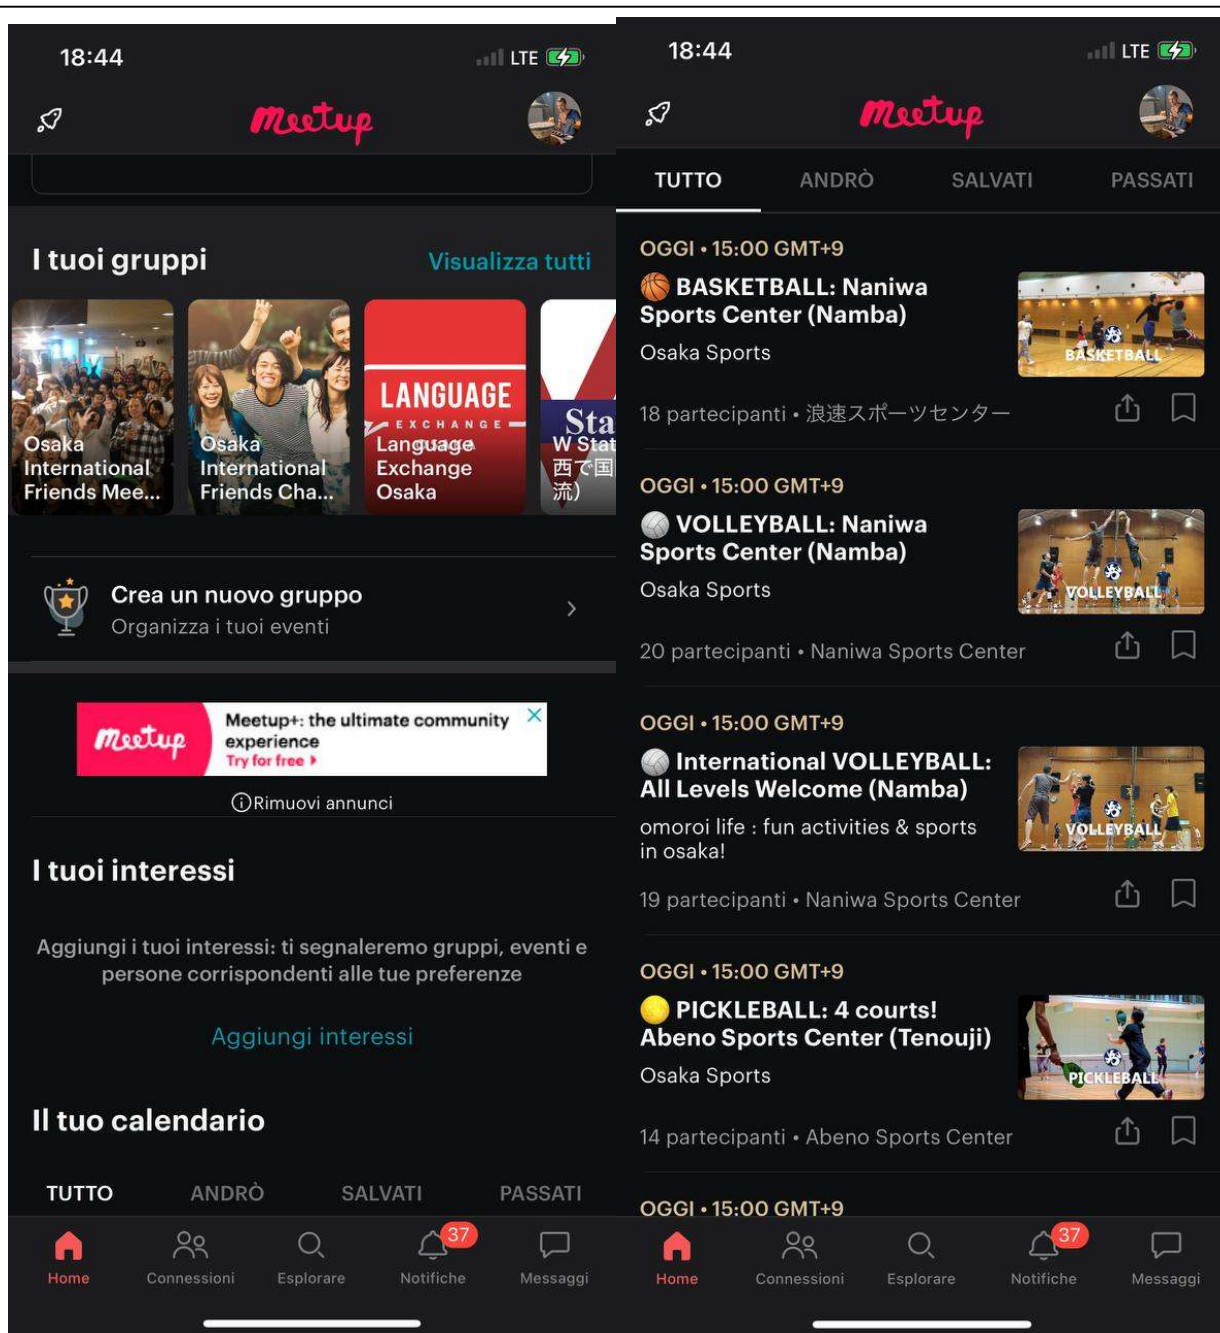 18:44
LTE
meetup
I tuoi gruppi
Visualizza tutti
Osaka
International
Friends Mee...
Osaka
International
Friends Cha...
LANGUAGE
EXCHANGE
Language
Exchange
Osaka
Sta
W Stat
西で国
流)
Crea un nuovo gruppo
Organizza i tuoi eventi
meetup
Meetup+: the ultimate community
experience
Try for free
Rimuovi annunci
I tuoi interessi
Aggiungi i tuoi interessi: ti segnaleremo gruppi, eventi e
persone corrispondenti alle tue preferenze
Aggiungi interessi
Il tuo calendario
TUTTO ANDRÒ SALVATI PASSATI
37
Home Connessioni Esplorare Notifiche Messaggi
18:44
LTE
meetup
TUTTO ANDRÒ SALVATI PASSATI
OGGI • 15:00 GMT+9
BASKETBALL: Naniwa
Sports Center (Namba)
Osaka Sports
BASKETBALL
18 partecipanti • 浪速スポーツセンター
OGGI • 15:00 GMT+9
VOLLEYBALL: Naniwa
Sports Center (Namba)
Osaka Sports
VOLLEYBALL
20 partecipanti • Naniwa Sports Center
OGGI • 15:00 GMT+9
International VOLLEYBALL:
All Levels Welcome (Namba)
omoroi life : fun activities & sports
in osaka!
VOLLEYBALL
19 partecipanti • Naniwa Sports Center
OGGI • 15:00 GMT+9
PICKLEBALL: 4 courts!
Abeno Sports Center (Tenouji)
Osaka Sports
PICKLEBALL
14 partecipanti • Abeno Sports Center
OGGI • 15:00 GMT+9
37
Home Connessioni Esplorare Notifiche Messaggi